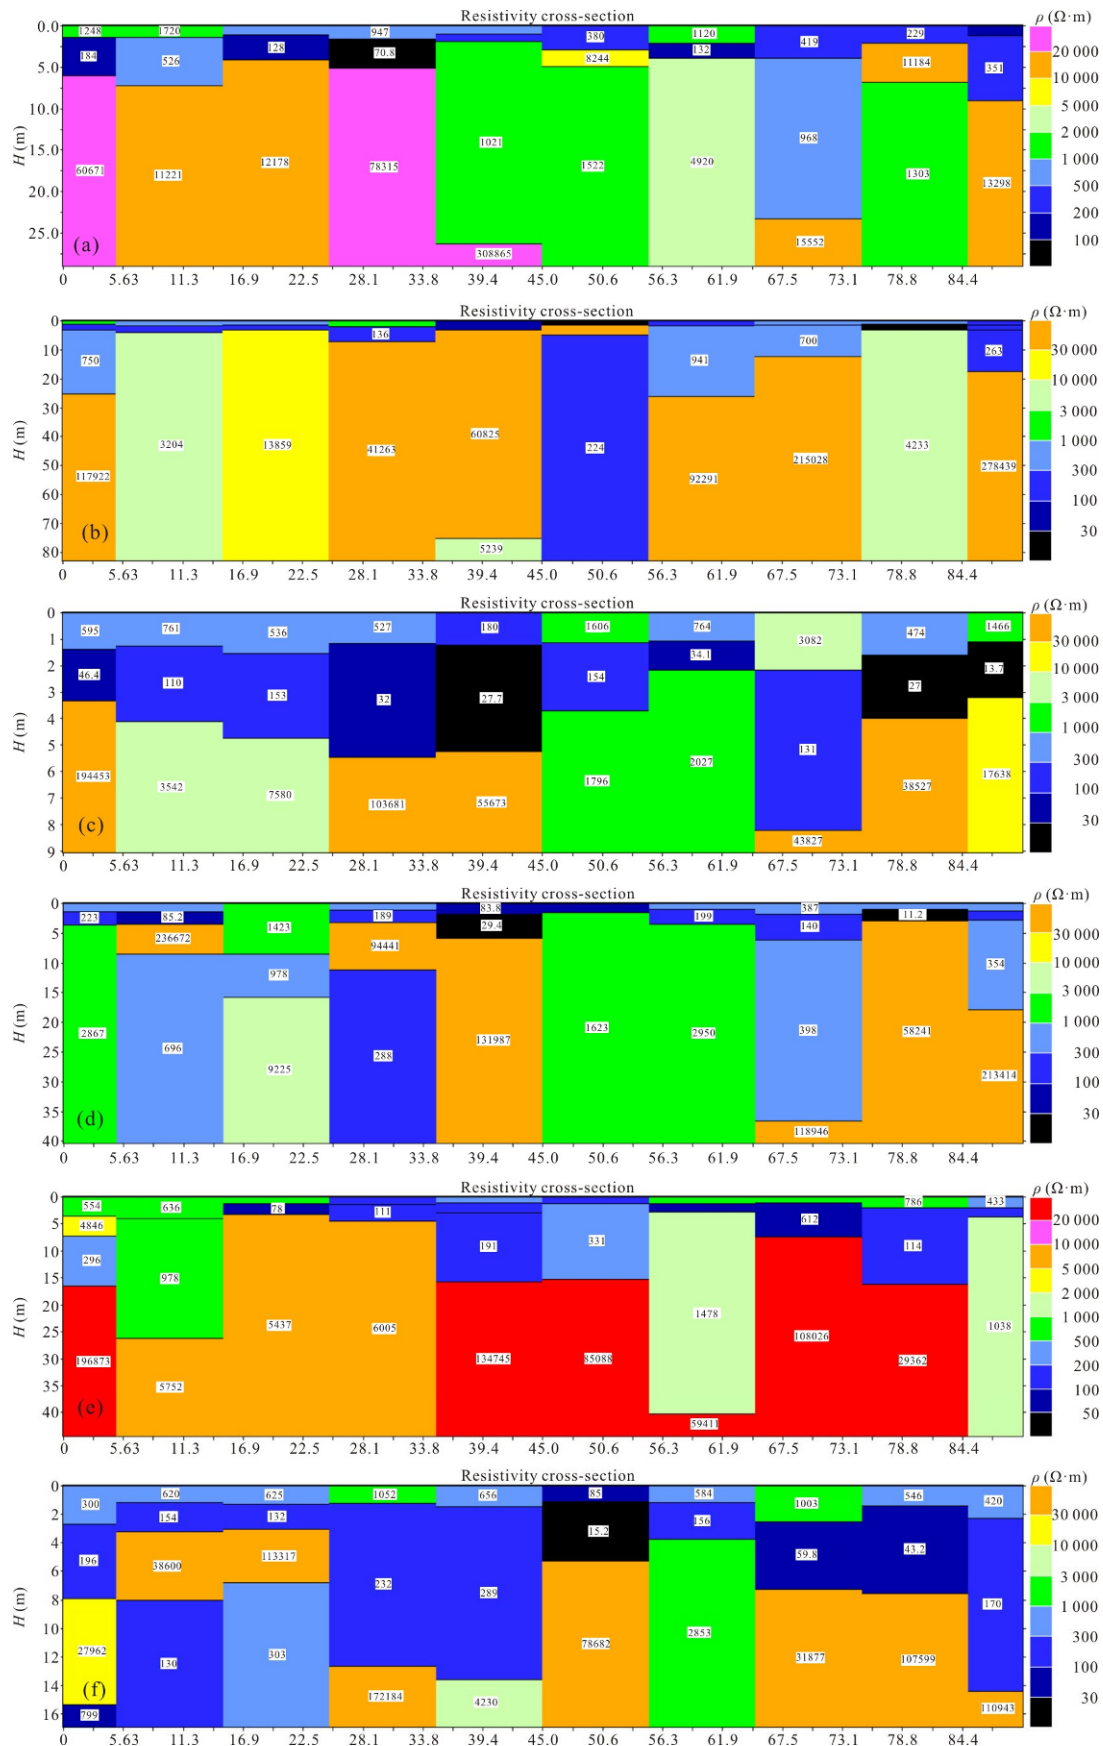 Resistivity cross-section
ρ (Ω·m)
0.0 1248 1720 947 380 1120 419 229
184 526 128 70.8 8244 132 11184 351
20 000
5.0
10 000
10.0
5 000
H (m)
15.0
60671 11221 12178 78315 1021 1522 4920 968 1303 13298
2 000
1 000
20.0
500
25.0
(a)
308865 15552
200
100
0 5.63 11.3 16.9 22.5 28.1 33.8 39.4 45.0 50.6 56.3 61.9 67.5 73.1 78.8 84.4
Resistivity cross-section
ρ (Ω·m)
0
136
30 000
10
750 941 700 263
10 000
20
3 000
30
H (m)
40
1 000
117922 3204 13859 41263 60825 224 92291 215028 4233 278439
50
300
60
100
70
(b)
30
80
5239
0 5.63 11.3 16.9 22.5 28.1 33.8 39.4 45.0 50.6 56.3 61.9 67.5 73.1 78.8 84.4
Resistivity cross-section
ρ (Ω·m)
0
595 761 536 527 180 1606 764 3082 474 1466
30 000
1
46.4 110 153 32 27.7 154 34.1 131 27 13.7
2
10 000
3
3 000
4
H (m)
1 000
5
194453 3542 7580 103681 55673 1796 2027 43827 38527 17638
6
300
7
100
8
(c)
30
9
0 5.63 11.3 16.9 22.5 28.1 33.8 39.4 45.0 50.6 56.3 61.9 67.5 73.1 78.8 84.4
Resistivity cross-section
ρ (Ω·m)
0
223 85.2 1423 189 83.8 199 387 11.2
30 000
5
236672 94441 29.4 140
10
10 000
978 354
15
3 000
20
H (m)
1 000
2867 696 9225 288 131987 1623 2950 398 58241 213414
25
300
30
100
35
(d)
30
118946
40
0 5.63 11.3 16.9 22.5 28.1 33.8 39.4 45.0 50.6 56.3 61.9 67.5 73.1 78.8 84.4
Resistivity cross-section
ρ (Ω·m)
0
554 636 78 111 612 786 433
20 000
5
4846
10
10 000
296 978 191 331 114
15
5 000
20
2 000
H (m)
25
1 000
196873 5752 5437 6005 134745 85088 1478 108026 29362 1038
30
500
35
200
100
40
(e)
59411
50
0 5.63 11.3 16.9 22.5 28.1 33.8 39.4 45.0 50.6 56.3 61.9 67.5 73.1 78.8 84.4
Resistivity cross-section
ρ (Ω·m)
0
300 620 625 1052 656 85 584 1003 546 420
30 000
2
154 132 15.2 156
10 000
4
196 38600 113317 59.8 43.2
6
3 000
232 289 170
8
H (m)
1 000
10
27962 130 303 78682 2853 31877 107599
12
300
14
100
(f)
172184 4230 110943
30
16
799
0 5.63 11.3 16.9 22.5 28.1 33.8 39.4 45.0 50.6 56.3 61.9 67.5 73.1 78.8 84.4